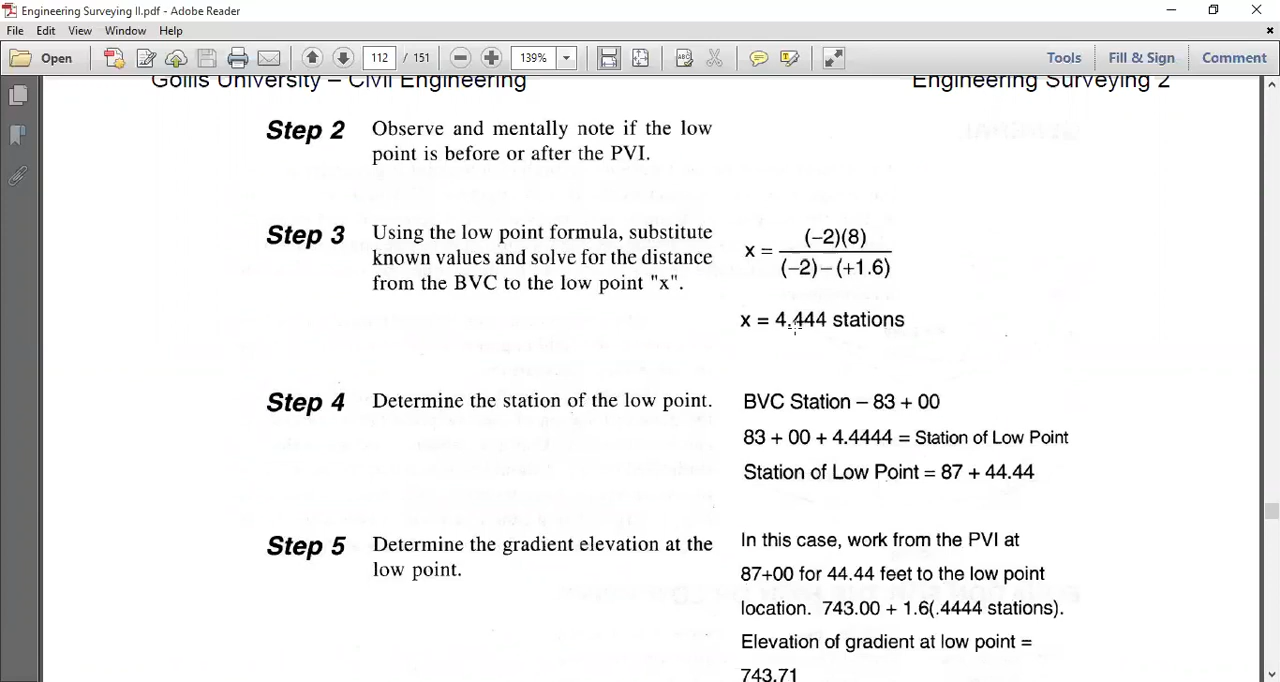 Engineering Surveying II.pdf - Adobe Reader
File Edit View Window Help
Open 112 / 151 139% Tools Fill & Sign Comment
Gollis University – Civil Engineering Engineering Surveying 2
Step 2 Observe and mentally note if the low
point is before or after the PVI.
Step 3 Using the low point formula, substitute
known values and solve for the distance
from the BVC to the low point "x".
x = (−2)(8)
(−2) – (+1.6)
x = 4.444 stations
Step 4 Determine the station of the low point.
BVC Station – 83 + 00
83 + 00 + 4.4444 = Station of Low Point
Station of Low Point = 87 + 44.44
Step 5 Determine the gradient elevation at the
low point.
In this case, work from the PVI at
87+00 for 44.44 feet to the low point
location. 743.00 + 1.6(.4444 stations).
Elevation of gradient at low point =
743.71